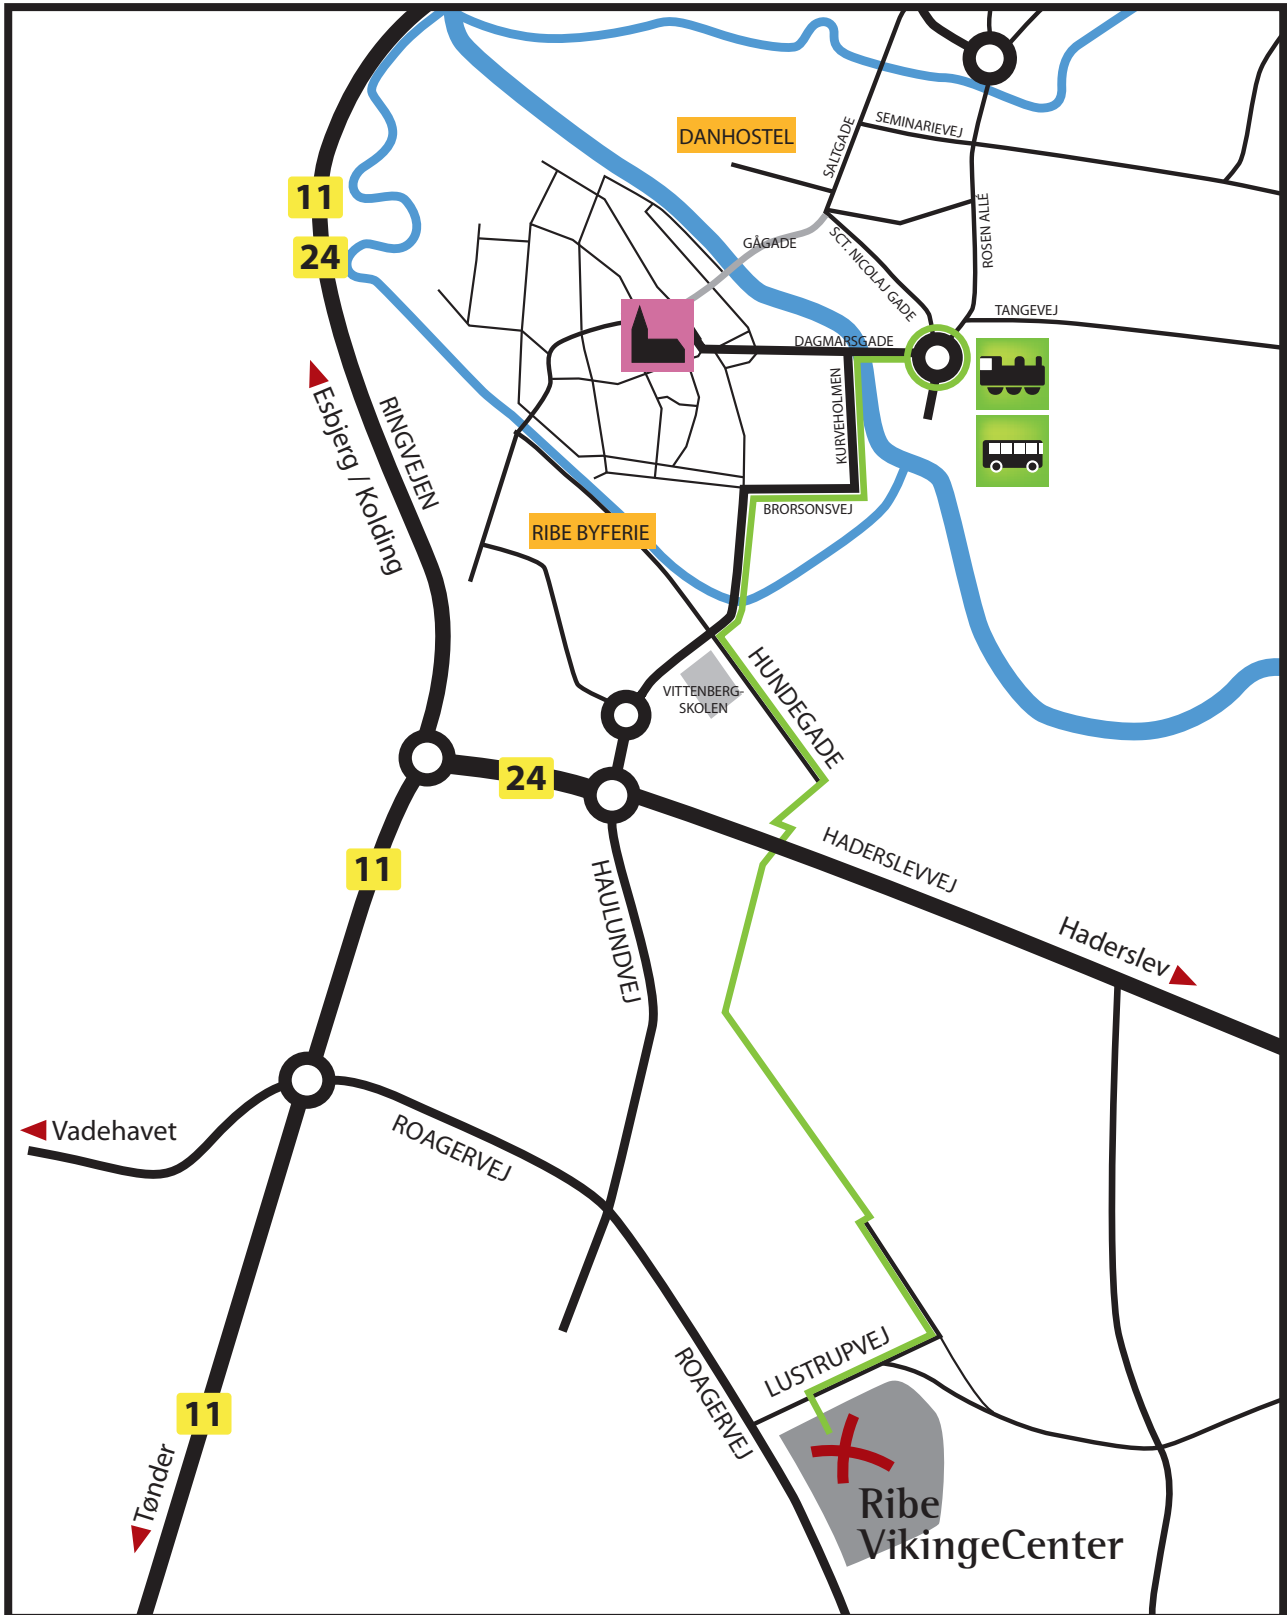 SEMINARIEVEJ
DANHOSTEL
SALTGADE
11
ROSEN ALLÉ
GÅGADE
24
SCT. NICOLAJ GADE
TANGEVEJ
DAGMARSGADE
KURVEHOLMEN
RINGVEJEN
Esbjerg / Kolding
BRORSONSVEJ
RIBE BYFERIE
VITTENBERG-
SKOLEN
HUNDEGADE
24
HADERSLEVVEJ
11
HAULUNDVEJ
Haderslev
Vadehavet
ROAGERVEJ
LUSTRUPVEJ
ROAGERVEJ
11
Tønder
Ribe
VikingeCenter